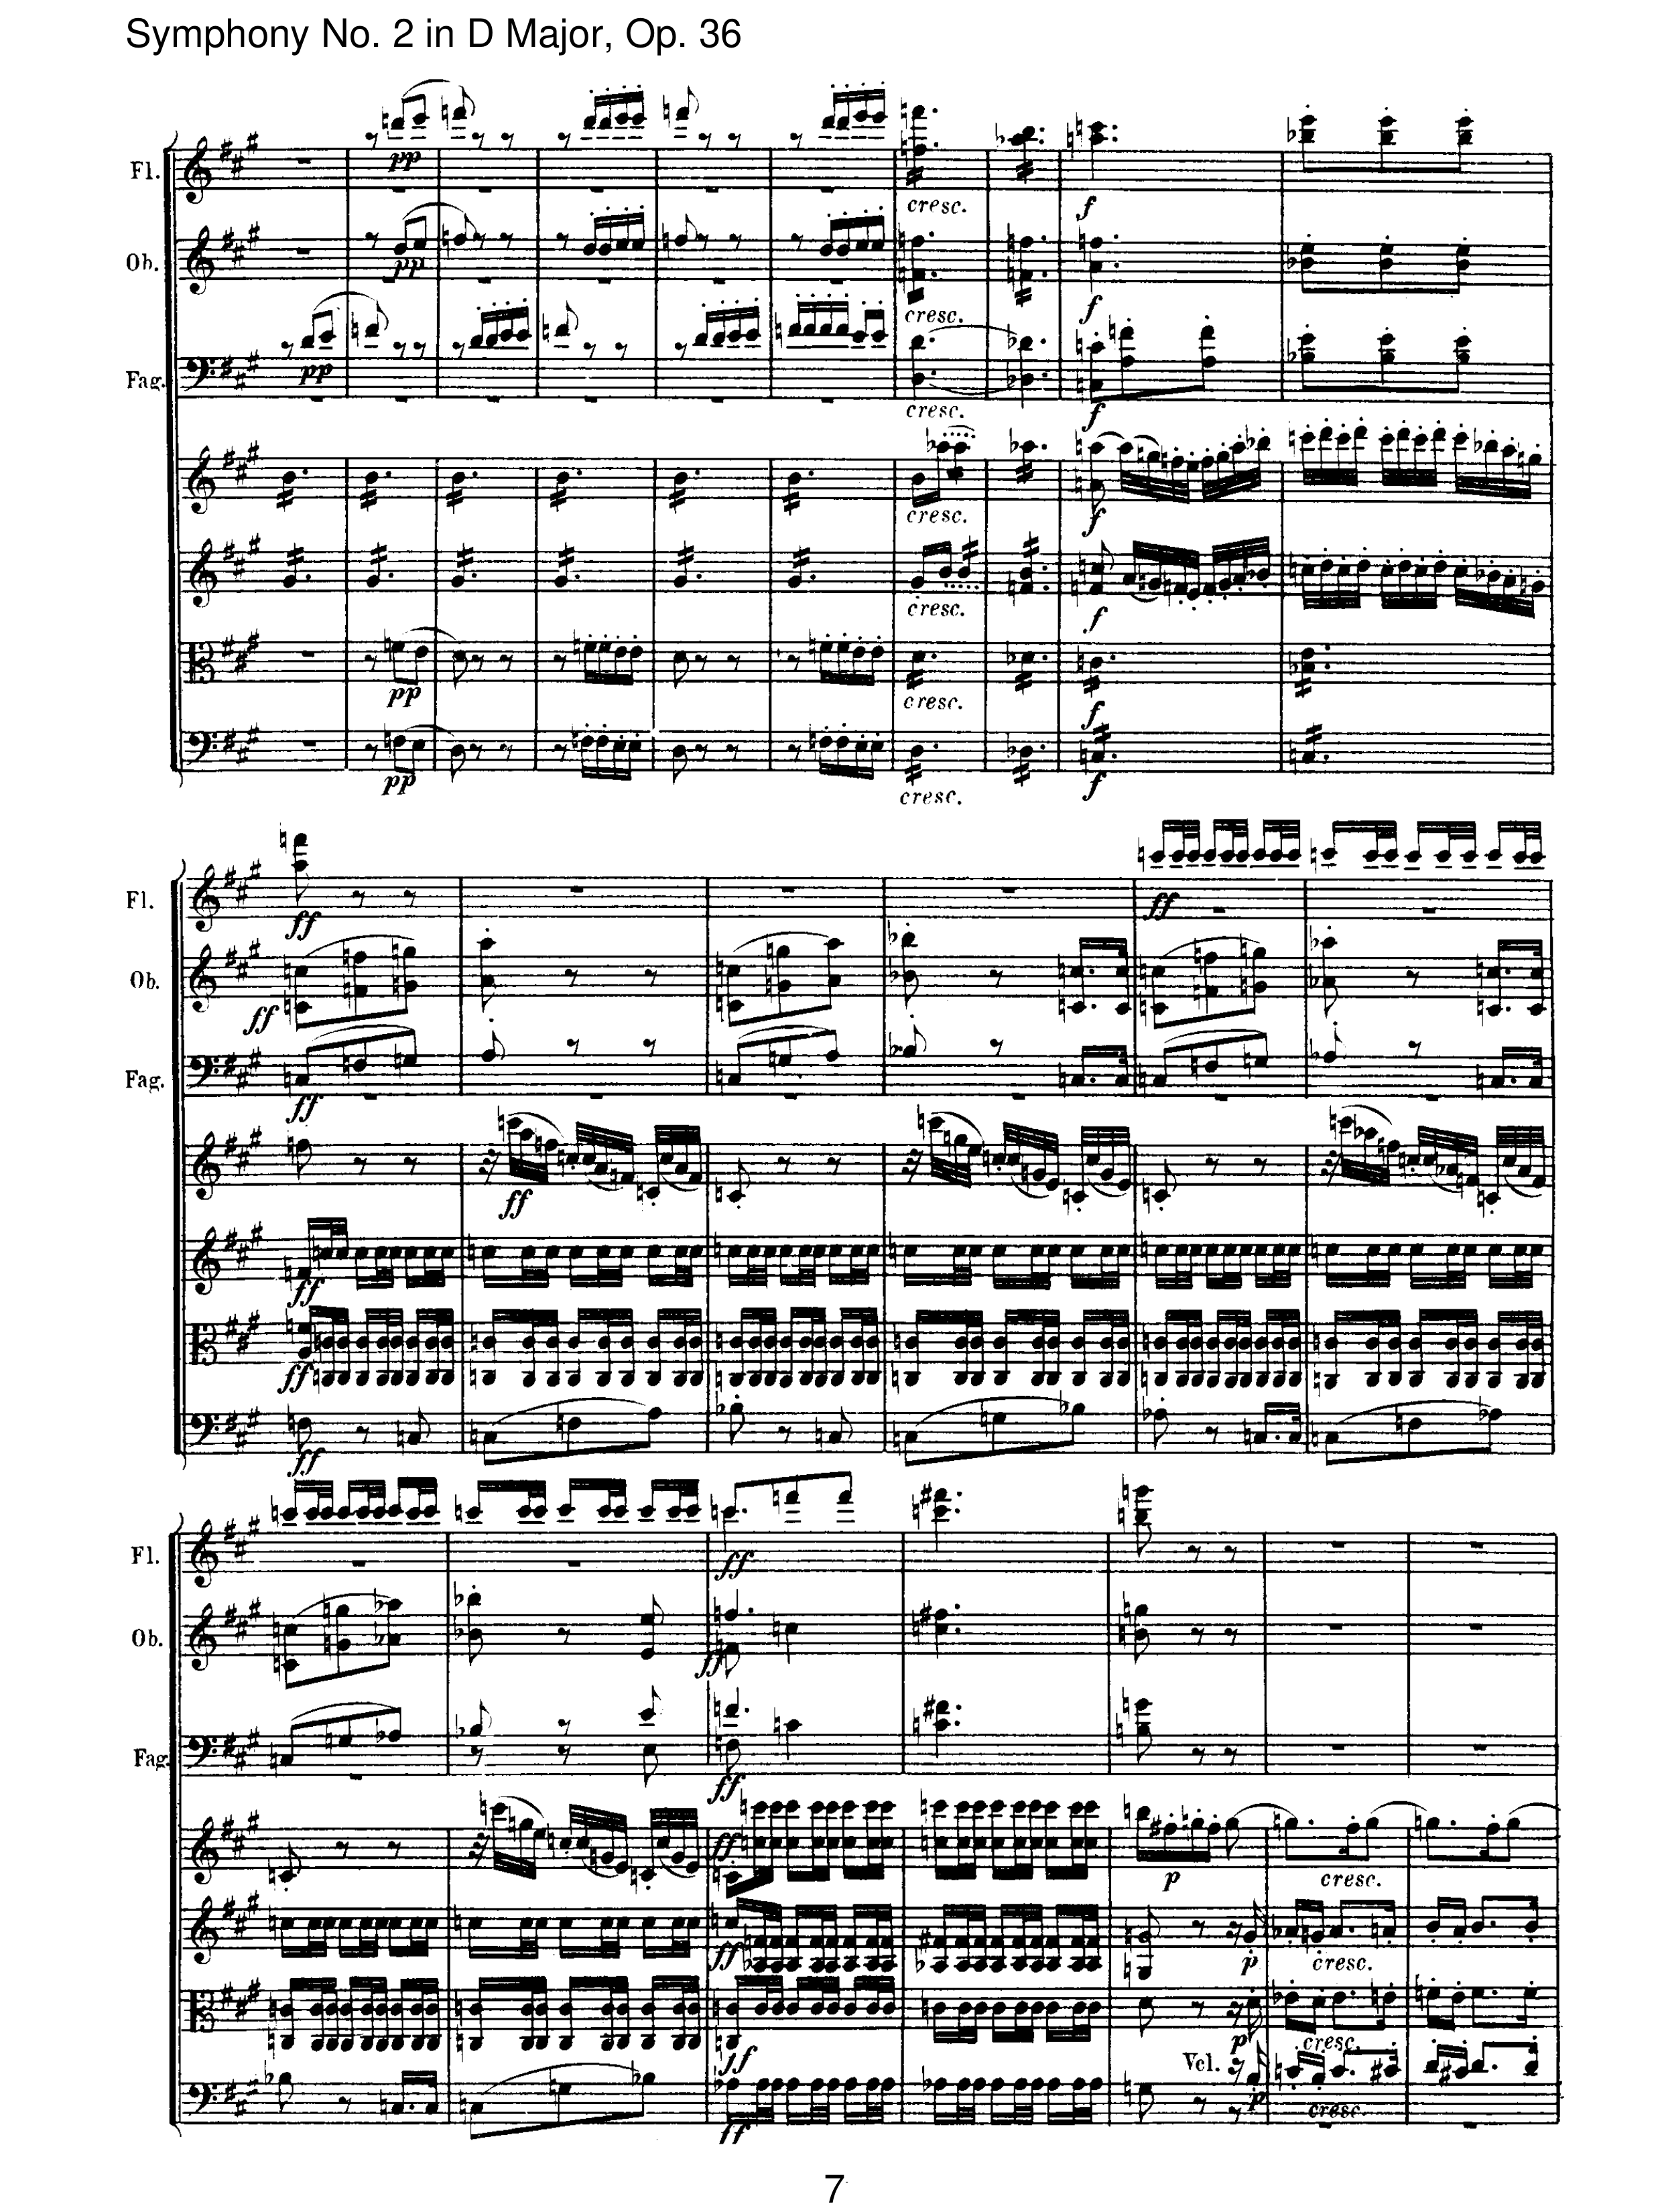 Symphony No. 2 in D Major, Op. 36
pp
Fl.
cresc.
f
pp
Ob.
cresc.
f
pp
Fag.
cresc.
f
cresc.
f
cresc.
f
pp
cresc.
f
pp
cresc.
f
Fl.
ff
ff
Ob.
ff
Fag.
ff
ff
ff
ff
ff
Fl.
ff
Ob.
ff
Fag.
ff
ff
p
cresc.
ff
p
cresc.
ff
p
cresc.
Vcl.
p
cresc.
ff
7